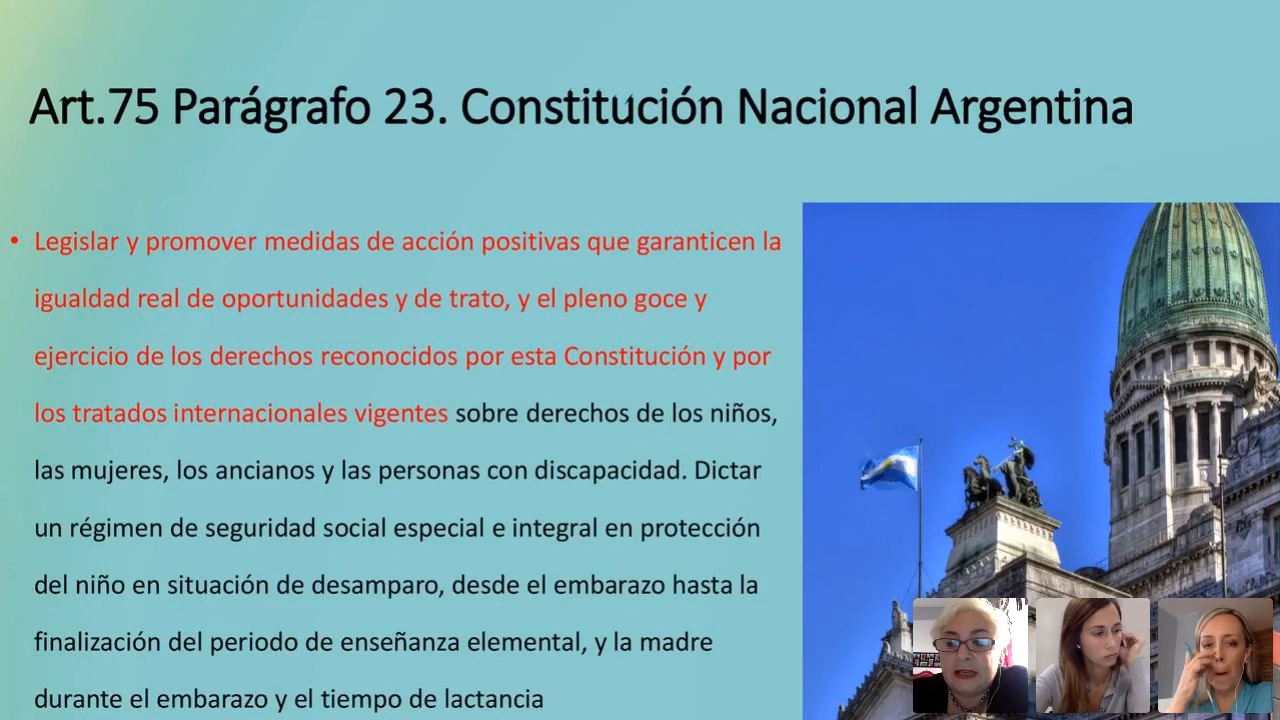 Art.75 Parágrafo 23. Constitución Nacional Argentina
• Legislar y promover medidas de acción positivas que garanticen la
igualdad real de oportunidades y de trato, y el pleno goce y
ejercicio de los derechos reconocidos por esta Constitución y por
los tratados internacionales vigentes sobre derechos de los niños,
las mujeres, los ancianos y las personas con discapacidad. Dictar
un régimen de seguridad social especial e integral en protección
del niño en situación de desamparo, desde el embarazo hasta la
finalización del periodo de enseñanza elemental, y la madre
durante el embarazo y el tiempo de lactancia